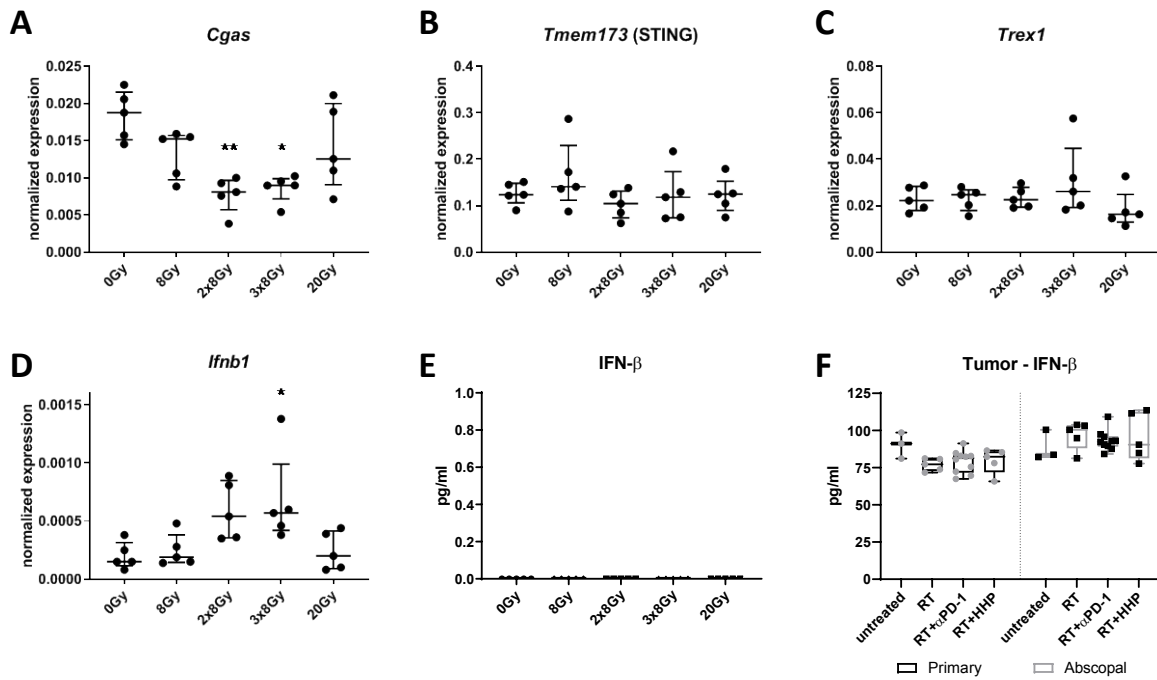 A
Cgas
normalized expression
0.025
0.020
0.015
0.010
0.005
0.000
★★
★
0Gy
8Gy
2x8Gy
3x8Gy
20Gy
B
Tmem173 (STING)
normalized expression
0.4
0.3
0.2
0.1
0.0
0Gy
8Gy
2x8Gy
3x8Gy
20Gy
C
Trex1
normalized expression
0.08
0.06
0.04
0.02
0.00
0Gy
8Gy
2x8Gy
3x8Gy
20Gy
D
Ifnb1
normalized expression
0.0015
0.0010
0.0005
0.0000
★
0Gy
8Gy
2x8Gy
3x8Gy
20Gy
E
IFN-β
pg/ml
1.0
0.8
0.6
0.4
0.2
0.0
0Gy
8Gy
2x8Gy
3x8Gy
20Gy
F
Tumor - IFN-β
pg/ml
125
100
75
50
25
0
untreated
RT
RT+αPD-1
RT+HHP
untreated
RT
RT+αPD-1
RT+HHP
Primary
Abscopal